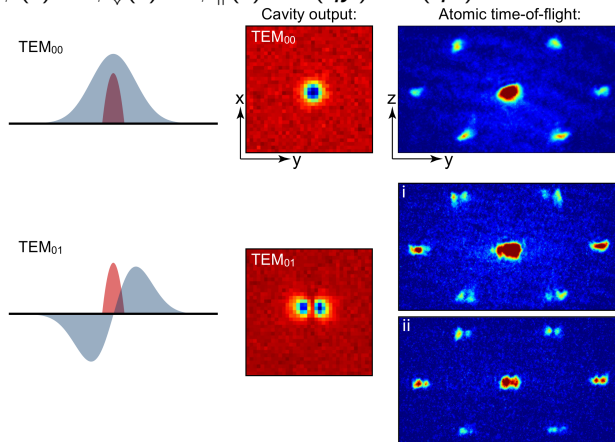 Cavity output:
Atomic time-of-flight:
TEM₀₀
TEM₀₀
x
y
z
y
TEM₀₁
TEM₀₁
i
ii